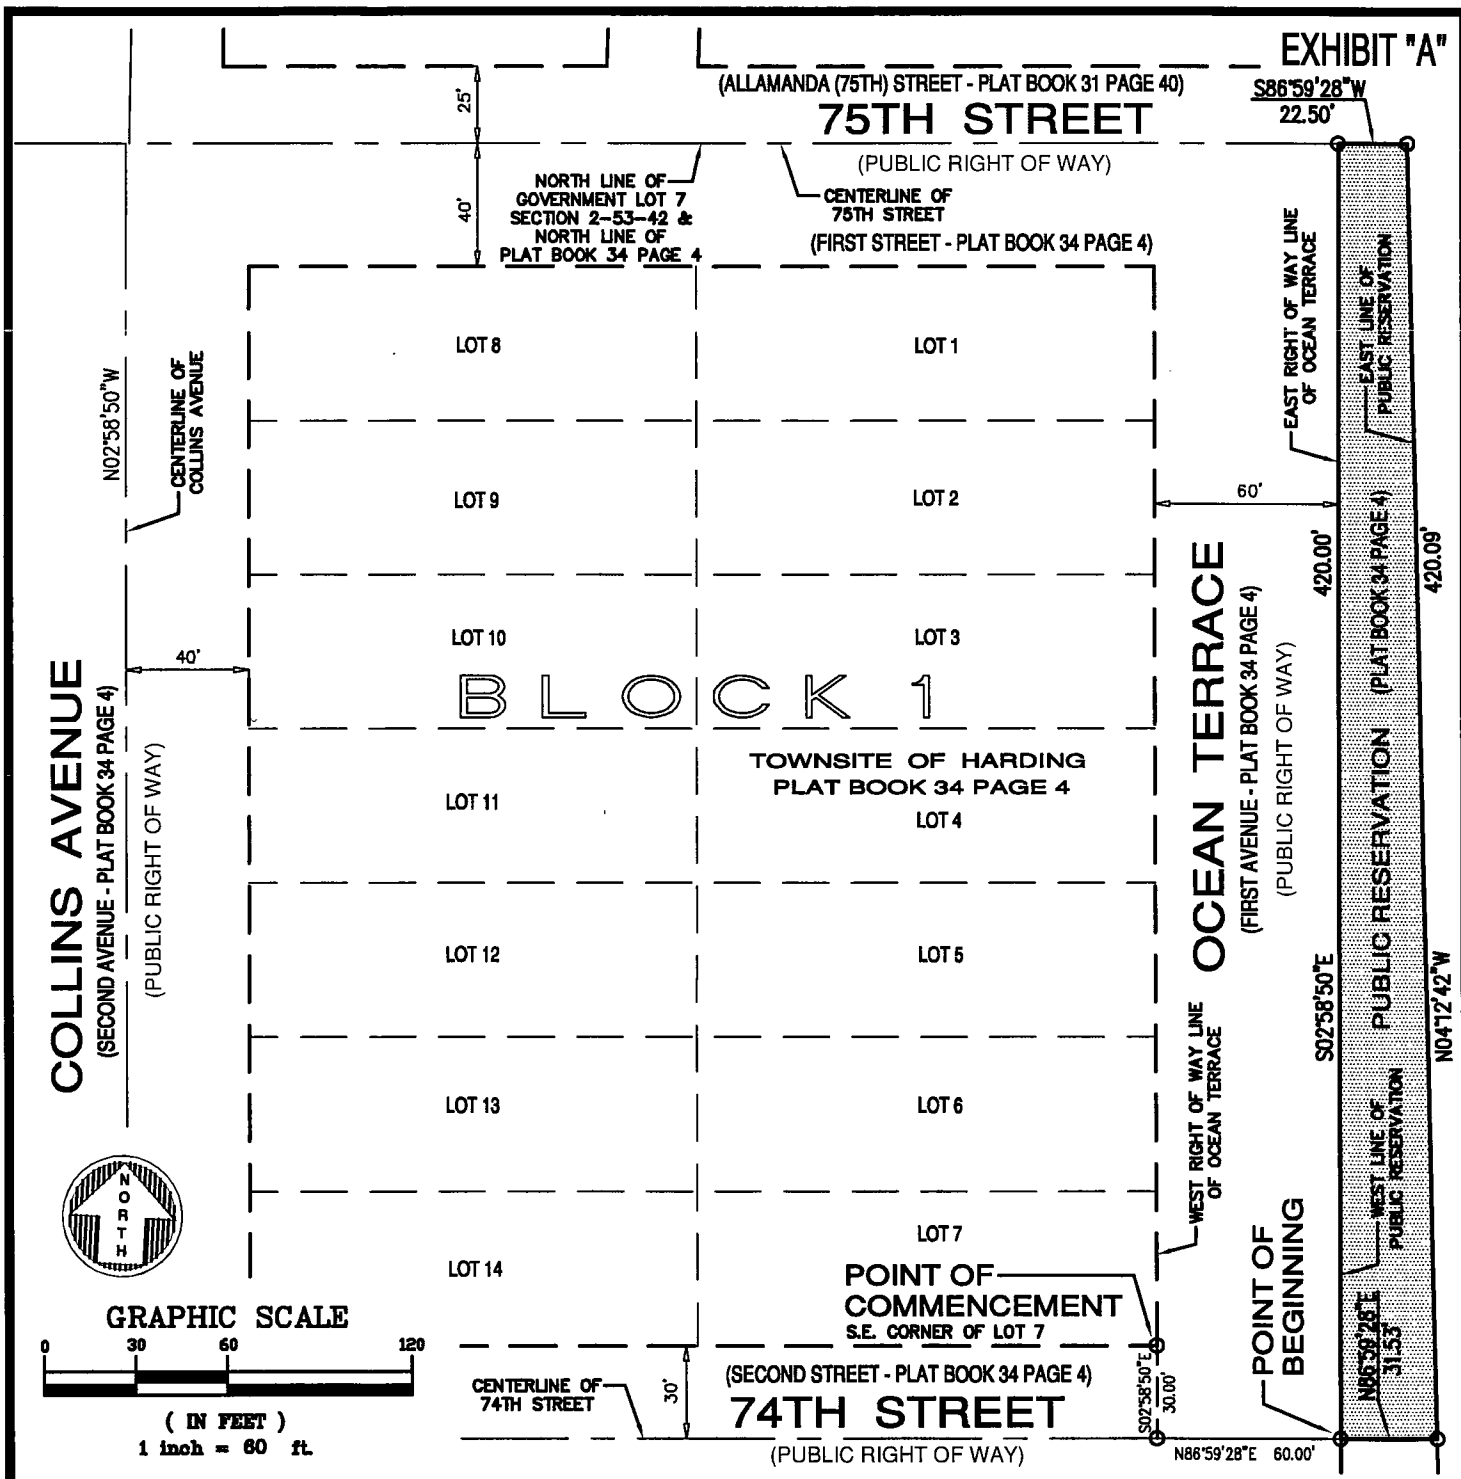 EXHIBIT "A"
(ALLAMANDA (75TH) STREET - PLAT BOOK 31 PAGE 40)
75TH STREET
(PUBLIC RIGHT OF WAY)
S86°59'28"W
22.50'
25'
40'
NORTH LINE OF
GOVERNMENT LOT 7
SECTION 2-53-42 &
NORTH LINE OF
PLAT BOOK 34 PAGE 4
CENTERLINE OF
75TH STREET
(FIRST STREET - PLAT BOOK 34 PAGE 4)
N02°58'50"W
CENTERLINE OF
COLLINS AVENUE
LOT 8
LOT 1
LOT 9
LOT 2
LOT 10
LOT 3
BLOCK 1
TOWNSITE OF HARDING
PLAT BOOK 34 PAGE 4
LOT 11
LOT 4
LOT 12
LOT 5
LOT 13
LOT 6
LOT 14
LOT 7
40'
60'
COLLINS AVENUE
(SECOND AVENUE - PLAT BOOK 34 PAGE 4)
(PUBLIC RIGHT OF WAY)
OCEAN TERRACE
(FIRST AVENUE - PLAT BOOK 34 PAGE 4)
(PUBLIC RIGHT OF WAY)
EAST RIGHT OF WAY LINE
OF OCEAN TERRACE
EAST LINE OF
PUBLIC RESERVATION
420.00'
S02°58'50"E
PUBLIC RESERVATION (PLAT BOOK 34 PAGE 4)
420.09'
N04°12'42"W
WEST RIGHT OF WAY LINE
OF OCEAN TERRACE
WEST LINE OF
PUBLIC RESERVATION
POINT OF
BEGINNING
N86°59'28"E
31.53'
POINT OF
COMMENCEMENT
S.E. CORNER OF LOT 7
S02°58'50"E
30.00'
N86°59'28"E 60.00'
NORTH
GRAPHIC SCALE
0 30 60 120
( IN FEET )
1 inch = 60 ft.
CENTERLINE OF
74TH STREET
30'
(SECOND STREET - PLAT BOOK 34 PAGE 4)
74TH STREET
(PUBLIC RIGHT OF WAY)